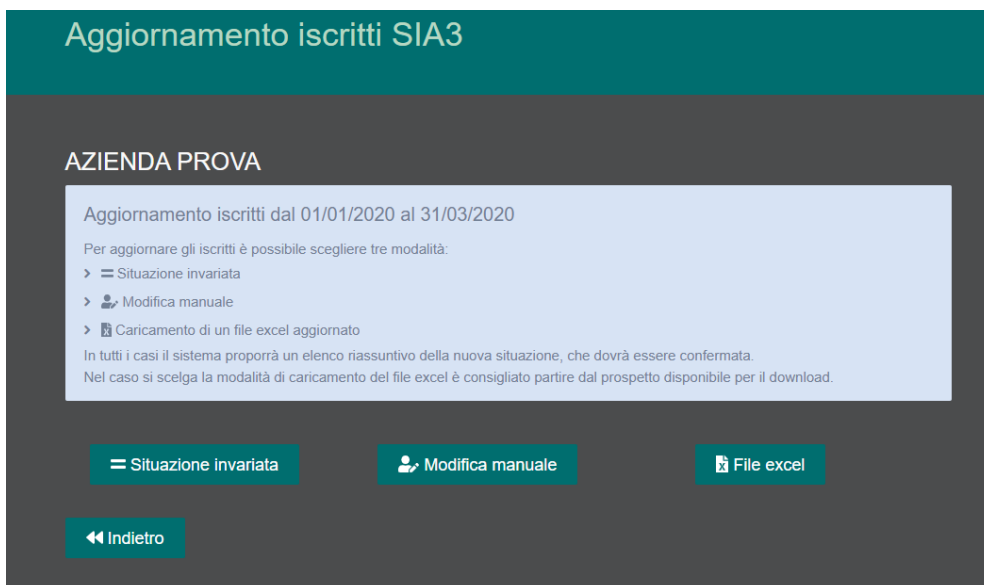 Aggiornamento iscritti SIA3
AZIENDA PROVA
Aggiornamento iscritti dal 01/01/2020 al 31/03/2020
Per aggiornare gli iscritti è possibile scegliere tre modalità:
Situazione invariata
Modifica manuale
Caricamento di un file excel aggiornato
In tutti i casi il sistema proporrà un elenco riassuntivo della nuova situazione, che dovrà essere confermata.
Nel caso si scelga la modalità di caricamento del file excel è consigliato partire dal prospetto disponibile per il download.
Situazione invariata
Modifica manuale
File excel
Indietro